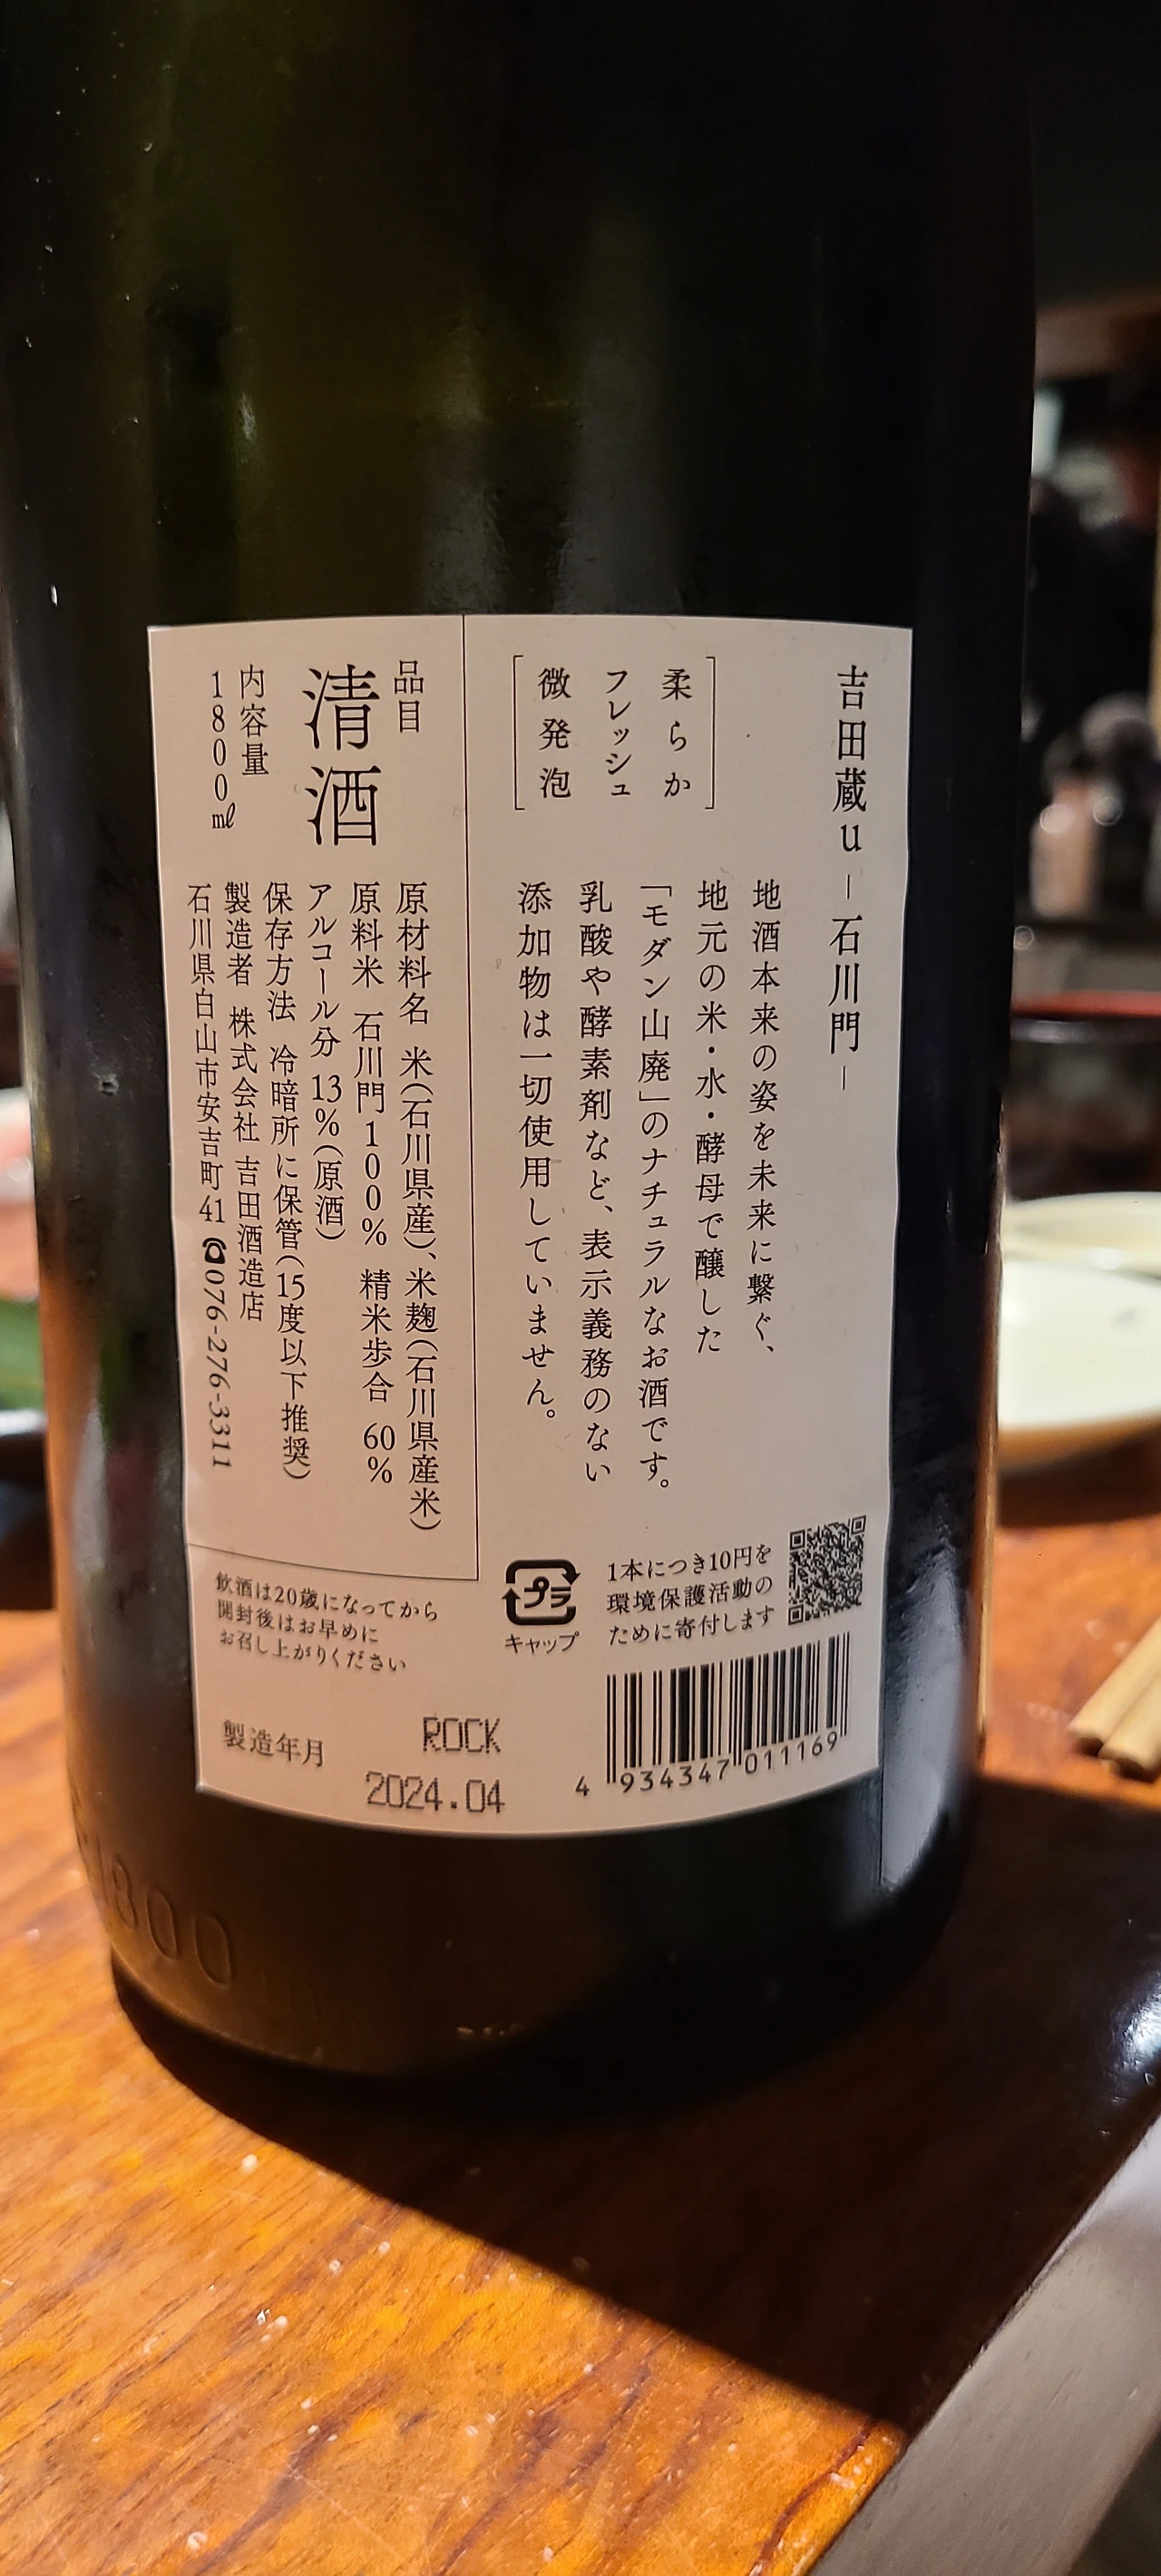 吉田蔵u ー 石川門 ー
柔らか
フレッシュ
微発泡
地酒本来の姿を未来に繋ぐ、
地元の米・水・酵母で醸した
「モダン山廃」のナチュラルなお酒です。
乳酸や酵素剤など、表示義務のない
添加物は一切使用していません。
品目
清酒
内容量
1800㎖
原材料名 米(石川県産)、米麹(石川県産米)
原料米 石川門100% 精米歩合 60%
アルコール分 13%(原酒)
保存方法 冷暗所に保管(15度以下推奨)
製造者 株式会社 吉田酒造店
石川県白山市安吉町41 ☎076-276-3311
プラ
キャップ
1本につき10円を
環境保護活動の
ために寄付します
4 934347 011169
飲酒は20歳になってから
開封後はお早めに
お召し上がりください
製造年月
ROCK
2024.04
1800